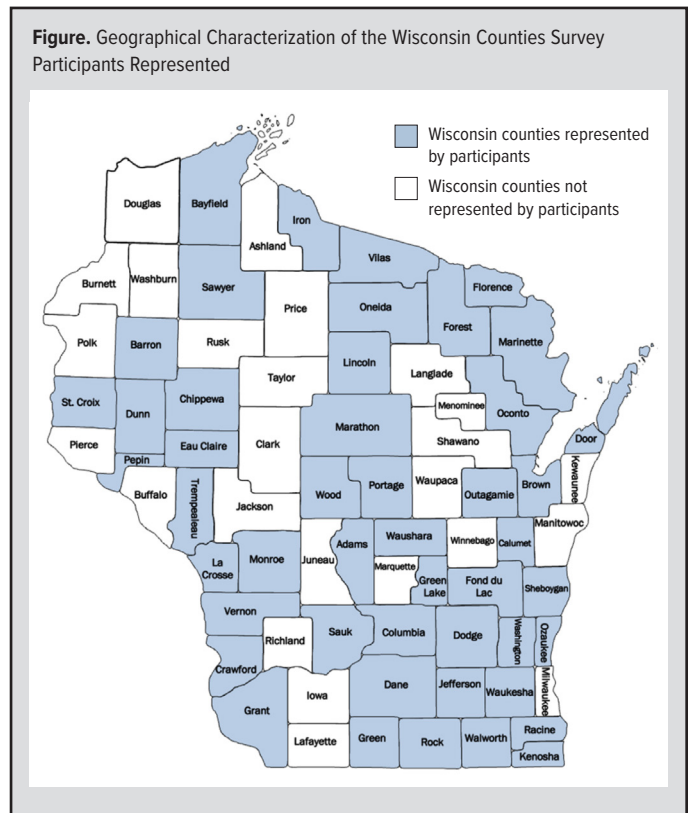 Figure. Geographical Characterization of the Wisconsin Counties Survey
Participants Represented
Wisconsin counties represented
by participants
Wisconsin counties not
represented by participants
Douglas
Bayfield
Iron
Ashland
Vilas
Burnett
Washburn
Sawyer
Florence
Price
Oneida
Forest
Marinette
Polk
Barron
Rusk
Lincoln
Langlade
Taylor
St. Croix
Dunn
Chippewa
Menominee
Oconto
Marathon
Pierce
Eau Claire
Clark
Shawano
Door
Pepin
Buffalo
Trempealeau
Jackson
Wood
Portage
Waupaca
Outagamie
Brown
Kewaunee
Manitowoc
La
Crosse
Monroe
Juneau
Adams
Waushara
Winnebago
Calumet
Marquette
Green
Lake
Fond du
Lac
Sheboygan
Vernon
Richland
Sauk
Columbia
Dodge
Washington
Ozaukee
Crawford
Iowa
Dane
Jefferson
Waukesha
Milwaukee
Grant
Lafayette
Green
Rock
Walworth
Racine
Kenosha